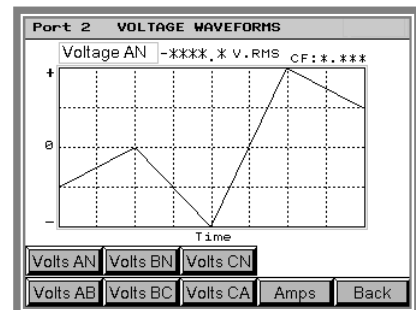 Port 2 VOLTAGE WAVEFORMS
Voltage AN -****.* V.RMS CF:*.***
+
0
-
Time
Volts AN Volts BN Volts CN
Volts AB Volts BC Volts CA Amps Back